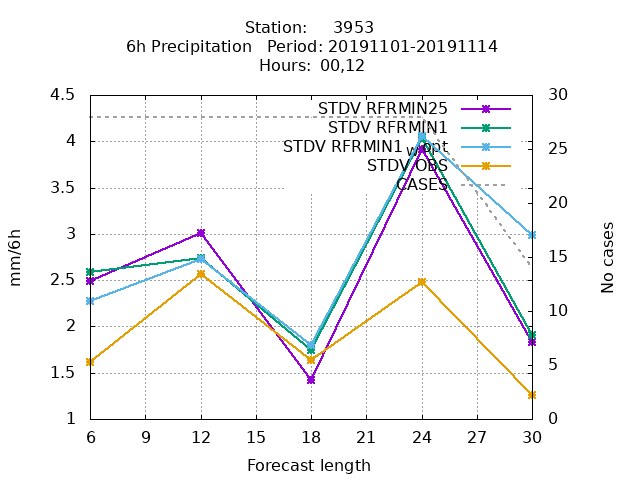 Station: 3953
6h Precipitation Period: 20191101-20191114
Hours: 00,12
4.5
4
3.5
3
2.5
2
1.5
1
30
25
20
15
10
5
0
STDV RFRMIN25
STDV RFRMIN1
STDV RFRMIN1_w_opt
STDV OBS
CASES
mm/6h
No cases
6 9 12 15 18 21 24 27 30
Forecast length